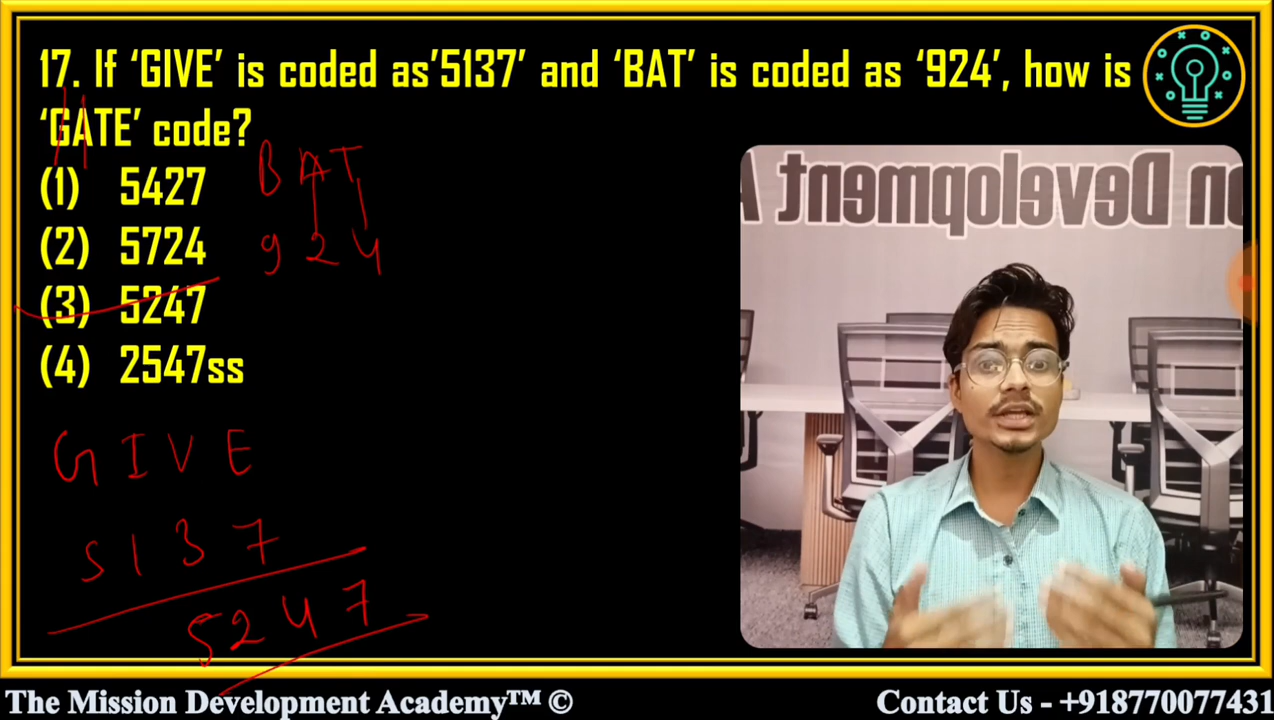 17. If ‘GIVE’ is coded as’5137’ and ‘BAT’ is coded as ‘924’, how is
‘GATE’ code?
(1) 5427
(2) 5724
(3) 5247
(4) 2547ss
BAT
924
GIVE
5137
5247
n Development A
The Mission Development Academy™ ©
Contact Us - +918770077431